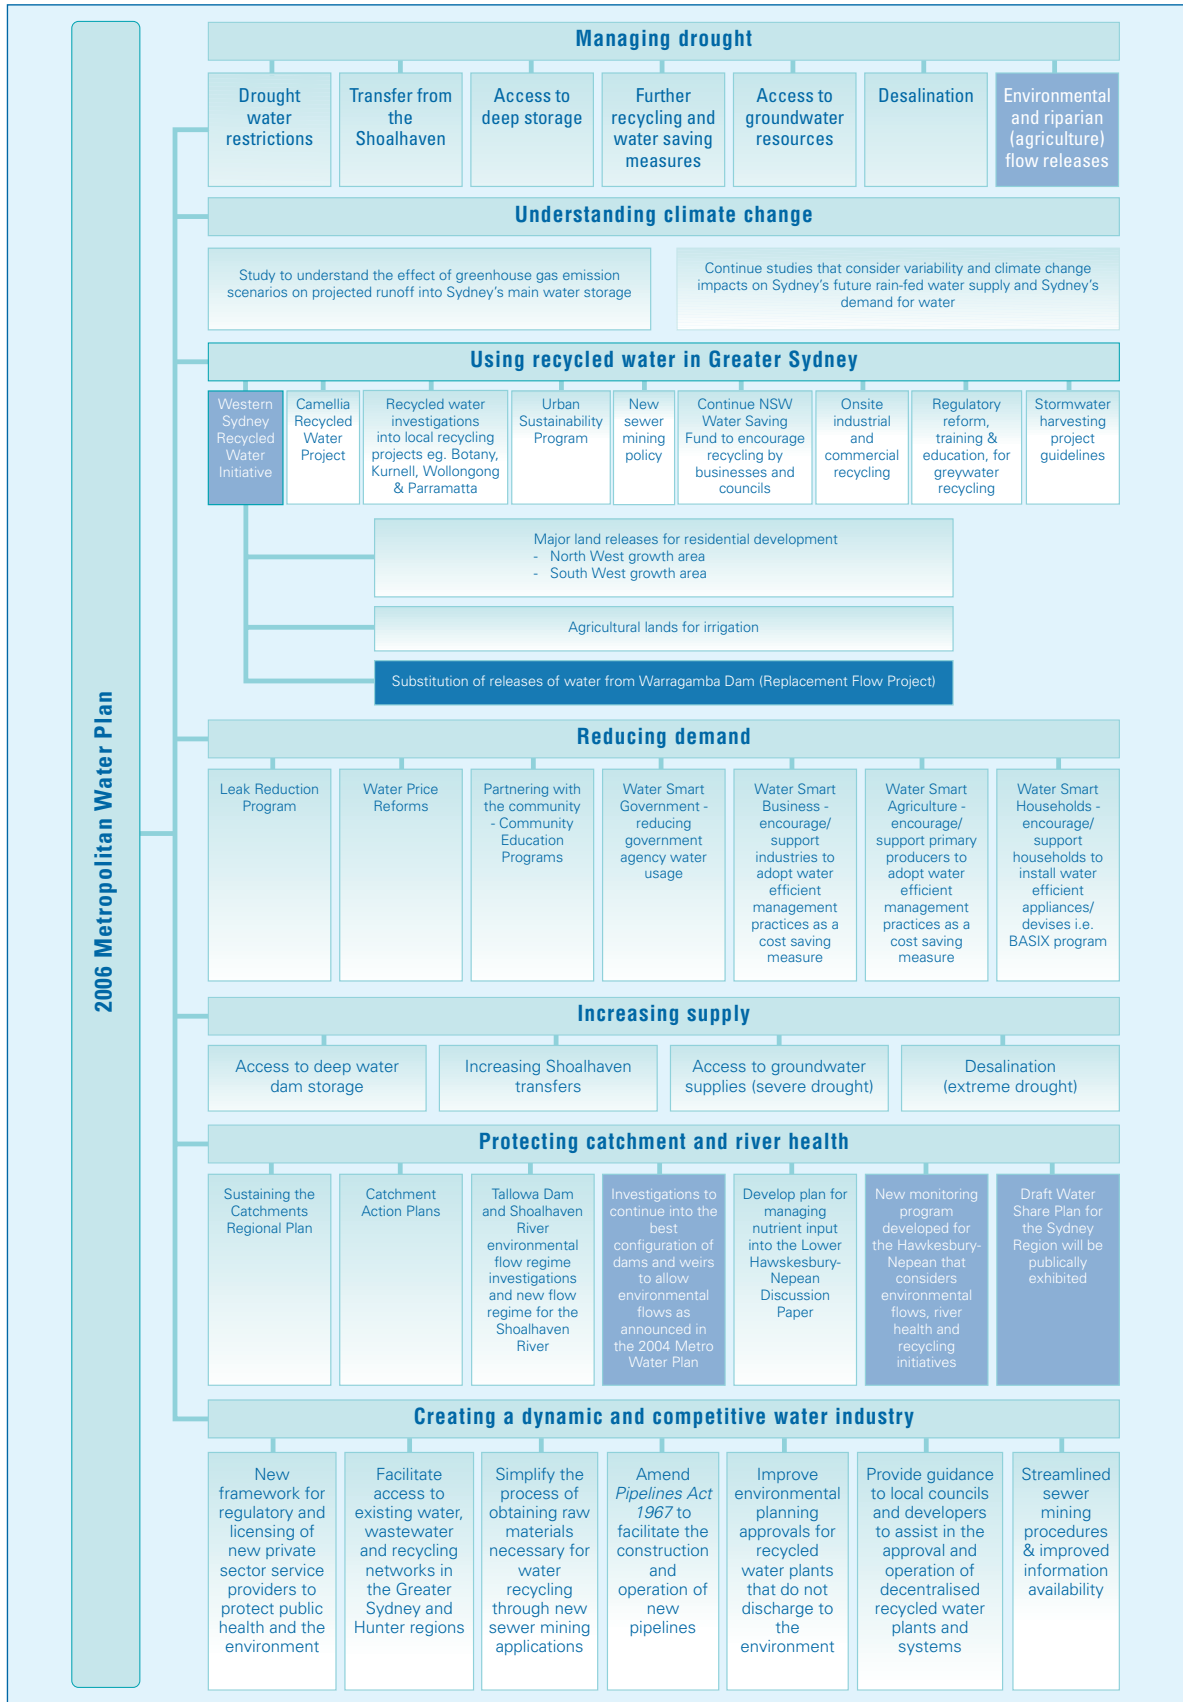 2006 Metropolitan Water Plan
Managing drought
Drought
water
restrictions
Transfer from
the
Shoalhaven
Access to
deep storage
Further
recycling and
water saving
measures
Access to
groundwater
resources
Desalination
Environmental
and riparian
(agriculture)
flow releases
Understanding climate change
Study to understand the effect of greenhouse gas emission
scenarios on projected runoff into Sydney's main water storage
Continue studies that consider variability and climate change
impacts on Sydney's future rain-fed water supply and Sydney's
demand for water
Using recycled water in Greater Sydney
Western
Sydney
Recycled
Water
Initiative
Camellia
Recycled
Water
Project
Recycled water
investigations
into local recycling
projects eg. Botany,
Kurnell, Wollongong
& Parramatta
Urban
Sustainability
Program
New
sewer
mining
policy
Continue NSW
Water Saving
Fund to encourage
recycling by
businesses and
councils
Onsite
industrial
and
commercial
recycling
Regulatory
reform,
training &
education, for
greywater
recycling
Stormwater
harvesting
project
guidelines
Major land releases for residential development
- North West growth area
- South West growth area
Agricultural lands for irrigation
Substitution of releases of water from Warragamba Dam (Replacement Flow Project)
Reducing demand
Leak Reduction
Program
Water Price
Reforms
Partnering with
the community
- Community
Education
Programs
Water Smart
Government -
reducing
government
agency water
usage
Water Smart
Business -
encourage/
support
industries to
adopt water
efficient
management
practices as a
cost saving
measure
Water Smart
Agriculture -
encourage/
support primary
producers to
adopt water
efficient
management
practices as a
cost saving
measure
Water Smart
Households -
encourage/
support
households to
install water
efficient
appliances/
devises i.e.
BASIX program
Increasing supply
Access to deep water
dam storage
Increasing Shoalhaven
transfers
Access to groundwater
supplies (severe drought)
Desalination
(extreme drought)
Protecting catchment and river health
Sustaining the
Catchments
Regional Plan
Catchment
Action Plans
Tallowa Dam
and Shoalhaven
River
environmental
flow regime
investigations
and new flow
regime for the
Shoalhaven
River
Investigations to
continue into the
best
configuration of
dams and weirs
to allow
environmental
flows as
announced in
the 2004 Metro
Water Plan
Develop plan for
managing
nutrient input
into the Lower
Hawskesbury-
Nepean
Discussion
Paper
New monitoring
program
developed for
the Hawkesbury-
Nepean that
considers
environmental
flows, river
health and
recycling
initiatives
Draft Water
Share Plan for
the Sydney
Region will be
publically
exhibited
Creating a dynamic and competitive water industry
New
framework for
regulatory and
licensing of
new private
sector service
providers to
protect public
health and the
environment
Facilitate
access to
existing water,
wastewater
and recycling
networks in
the Greater
Sydney and
Hunter regions
Simplify the
process of
obtaining raw
materials
necessary for
water
recycling
through new
sewer mining
applications
Amend
Pipelines Act
1967 to
facilitate the
construction
and
operation of
new
pipelines
Improve
environmental
planning
approvals for
recycled
water plants
that do not
discharge to
the
environment
Provide guidance
to local councils
and developers
to assist in the
approval and
operation of
decentralised
recycled water
plants and
systems
Streamlined
sewer
mining
procedures
& improved
information
availability